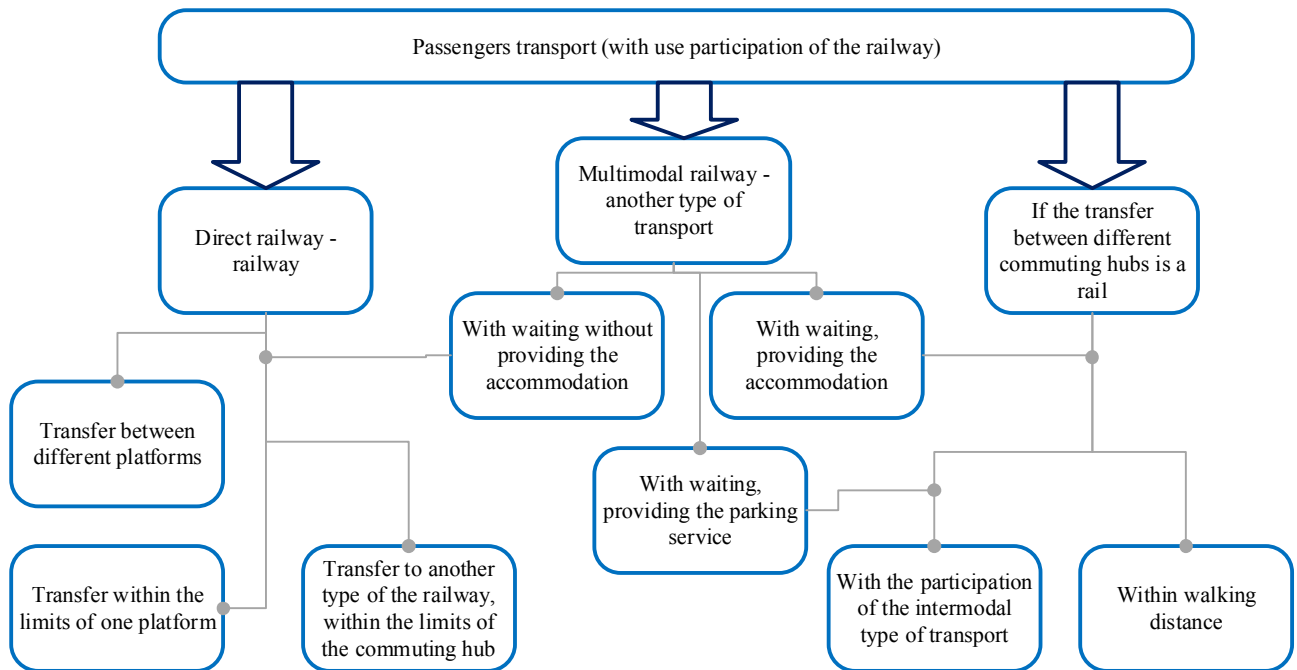 Passengers transport (with use participation of the railway)
Direct railway -
railway
Multimodal railway -
another type of
transport
If the transfer
between different
commuting hubs is a
rail
With waiting without
providing the
accommodation
With waiting,
providing the
accommodation
Transfer between
different platforms
With waiting,
providing the parking
service
Transfer within the
limits of one platform
Transfer to another
type of the railway,
within the limits of
the commuting hub
With the participation
of the intermodal
type of transport
Within walking
distance